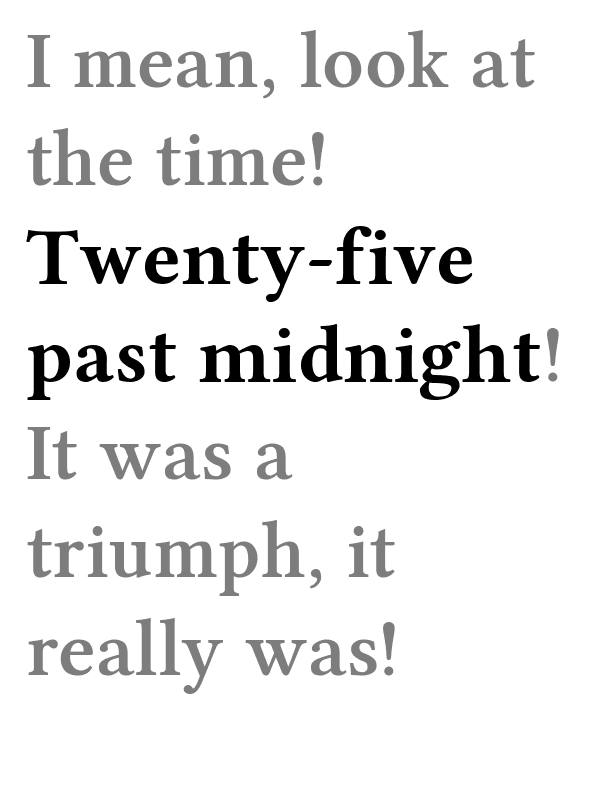 I mean, look at
the time!
Twenty-five
past midnight!
It was a
triumph, it
really was!